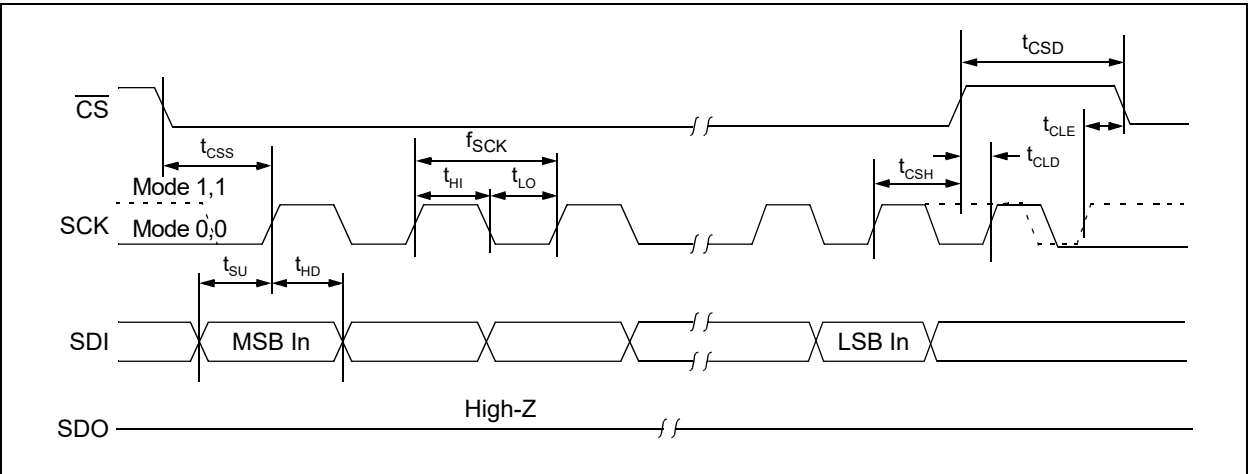 tCSD
CS
tCLE
fSCK
tCSS
tCLD
tCSH
tHI
tLO
Mode 1,1
SCK
Mode 0,0
tSU
tHD
SDI
MSB In
LSB In
High-Z
SDO